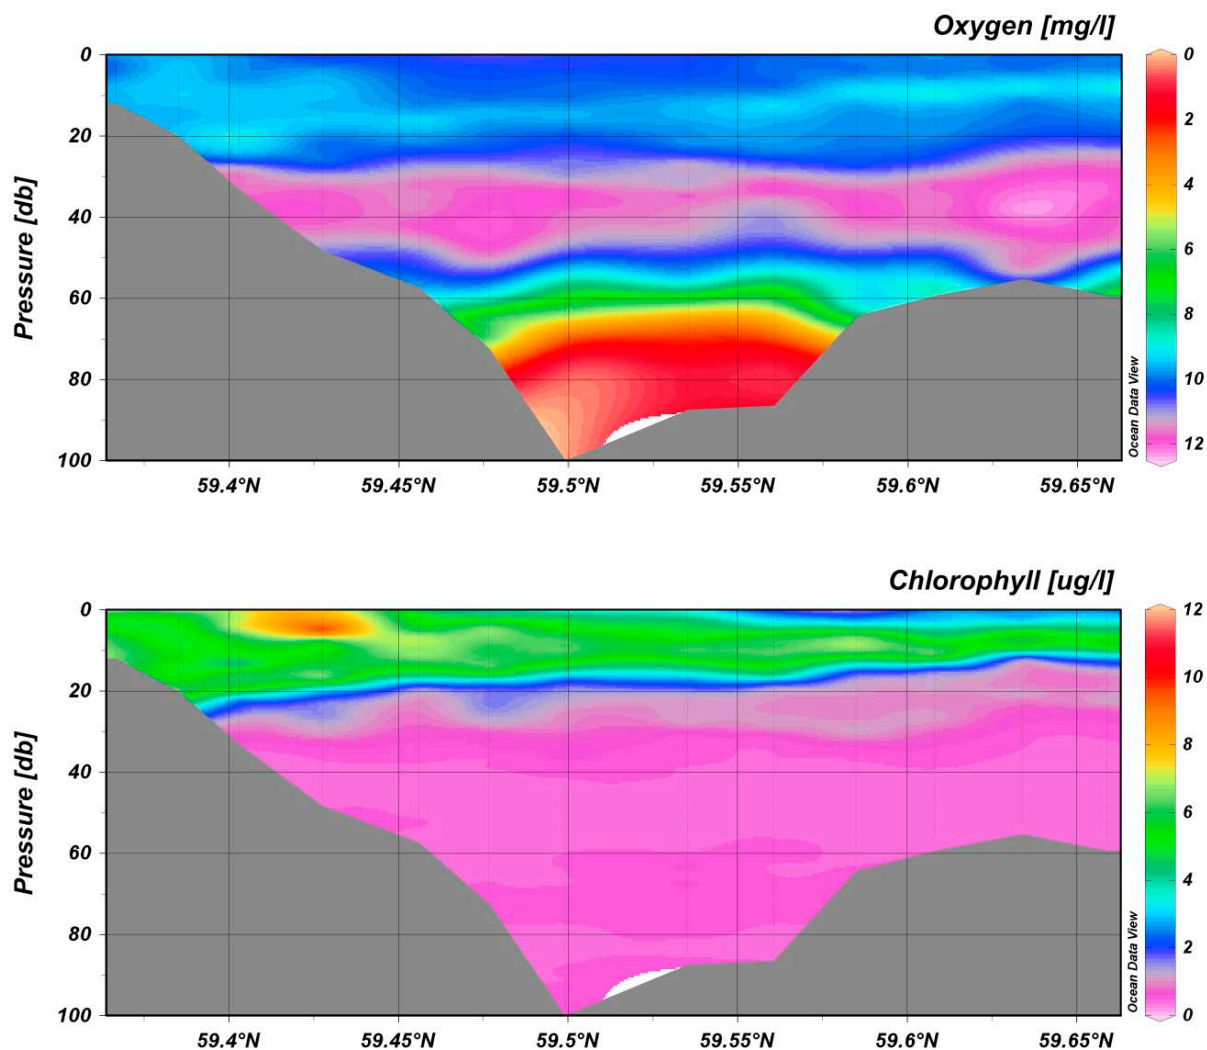 Oxygen [mg/l]
0
20
40
60
80
100
Pressure [db]
59.4°N
59.45°N
59.5°N
59.55°N
59.6°N
59.65°N
Ocean Data View
0
2
4
6
8
10
12
Chlorophyll [ug/l]
0
20
40
60
80
100
Pressure [db]
59.4°N
59.45°N
59.5°N
59.55°N
59.6°N
59.65°N
Ocean Data View
12
10
8
6
4
2
0